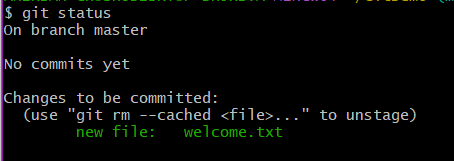 $ git status
On branch master
No commits yet
Changes to be committed:
(use "git rm --cached <file>..." to unstage)
new file: welcome.txt